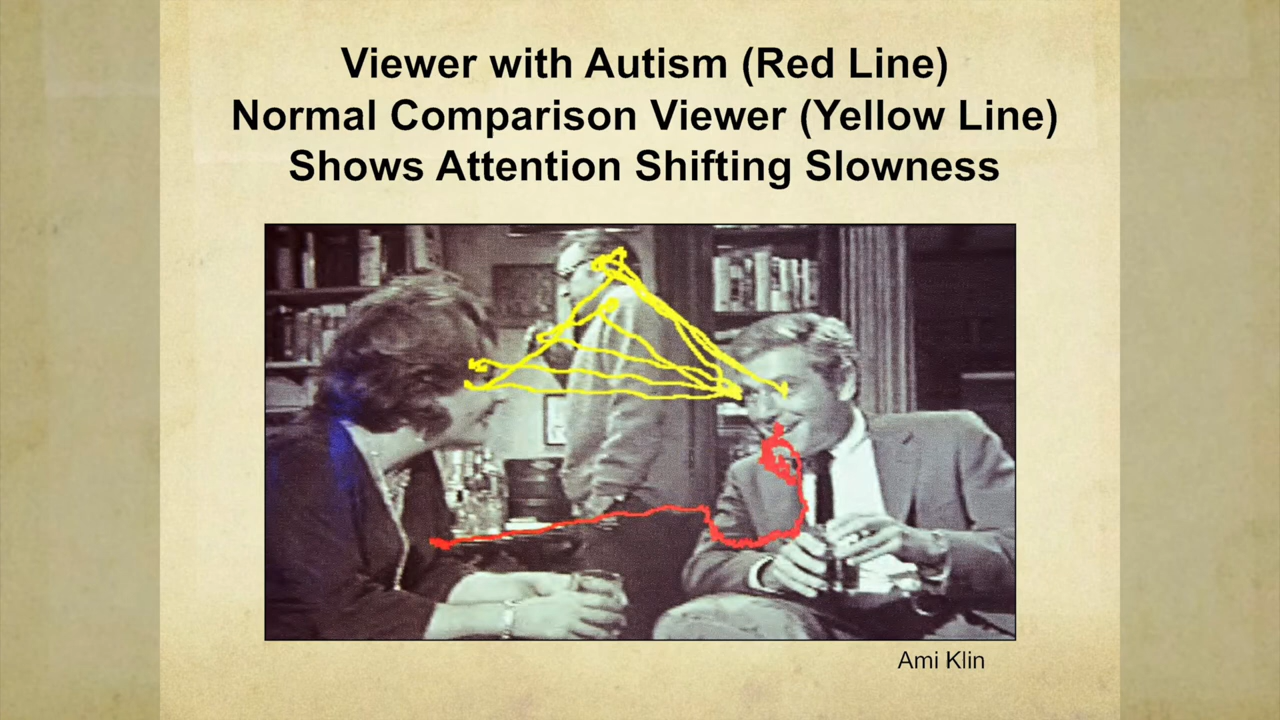 Viewer with Autism (Red Line)
Normal Comparison Viewer (Yellow Line)
Shows Attention Shifting Slowness
Ami Klin